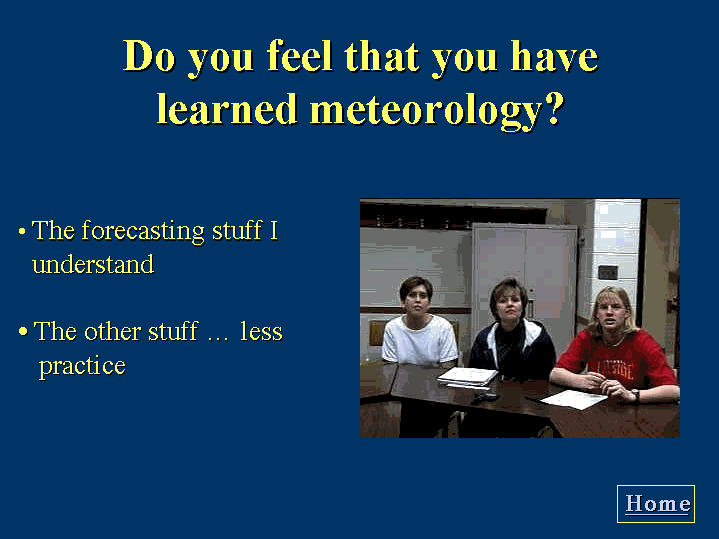 Do you feel that you have
learned meteorology?
• The forecasting stuff I
understand
• The other stuff … less
practice
Home